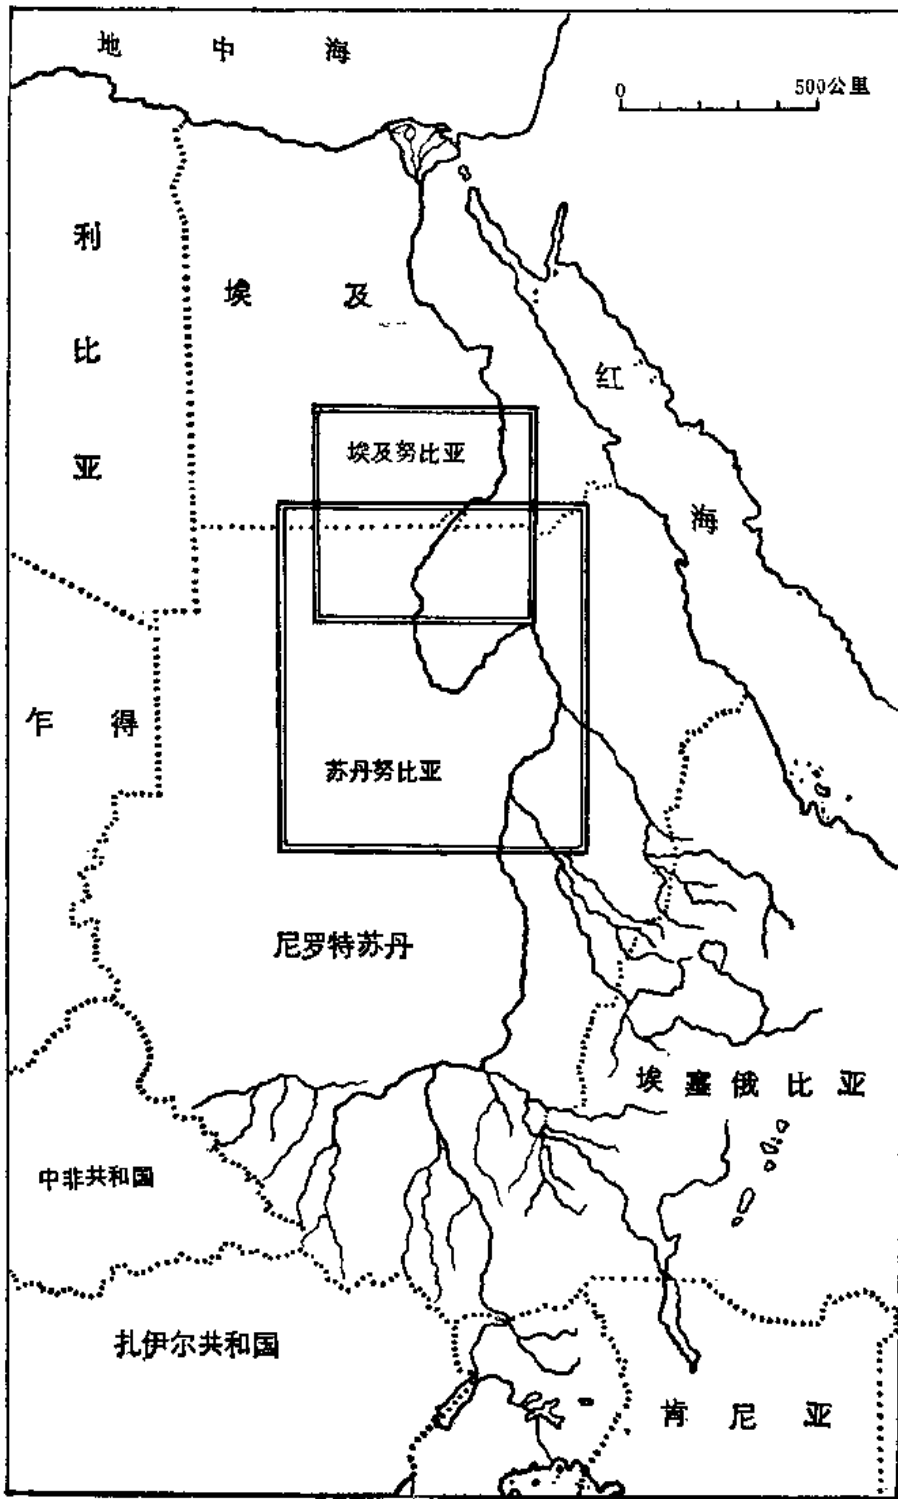 地中海
0 500公里
利比亚
埃及
红海
埃及努比亚
乍得
苏丹努比亚
尼罗特苏丹
埃塞俄比亚
中非共和国
扎伊尔共和国
肯尼亚